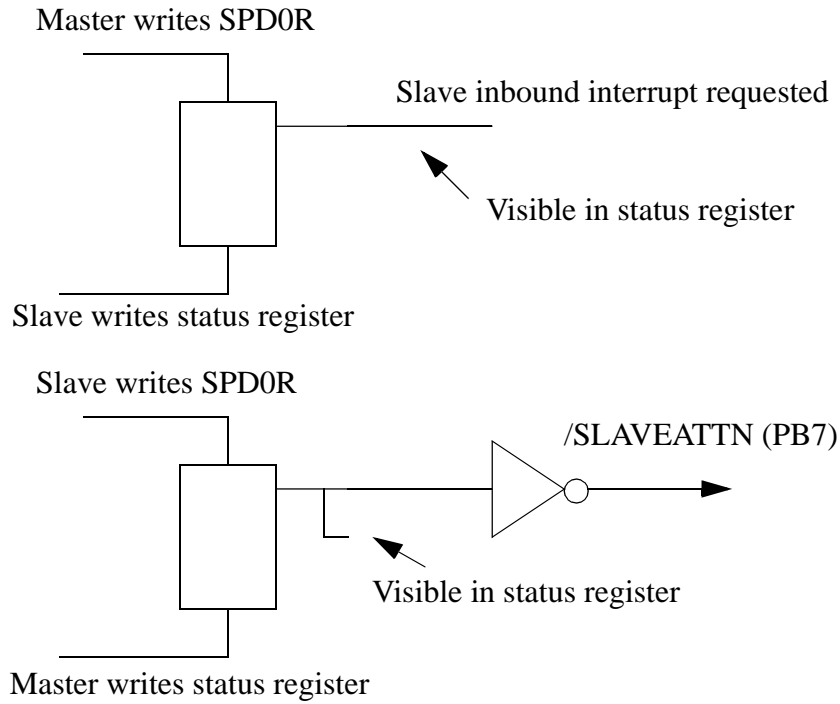 Master writes SPD0R
Slave inbound interrupt requested
Visible in status register
Slave writes status register
Slave writes SPD0R
/SLAVEATTN (PB7)
Visible in status register
Master writes status register